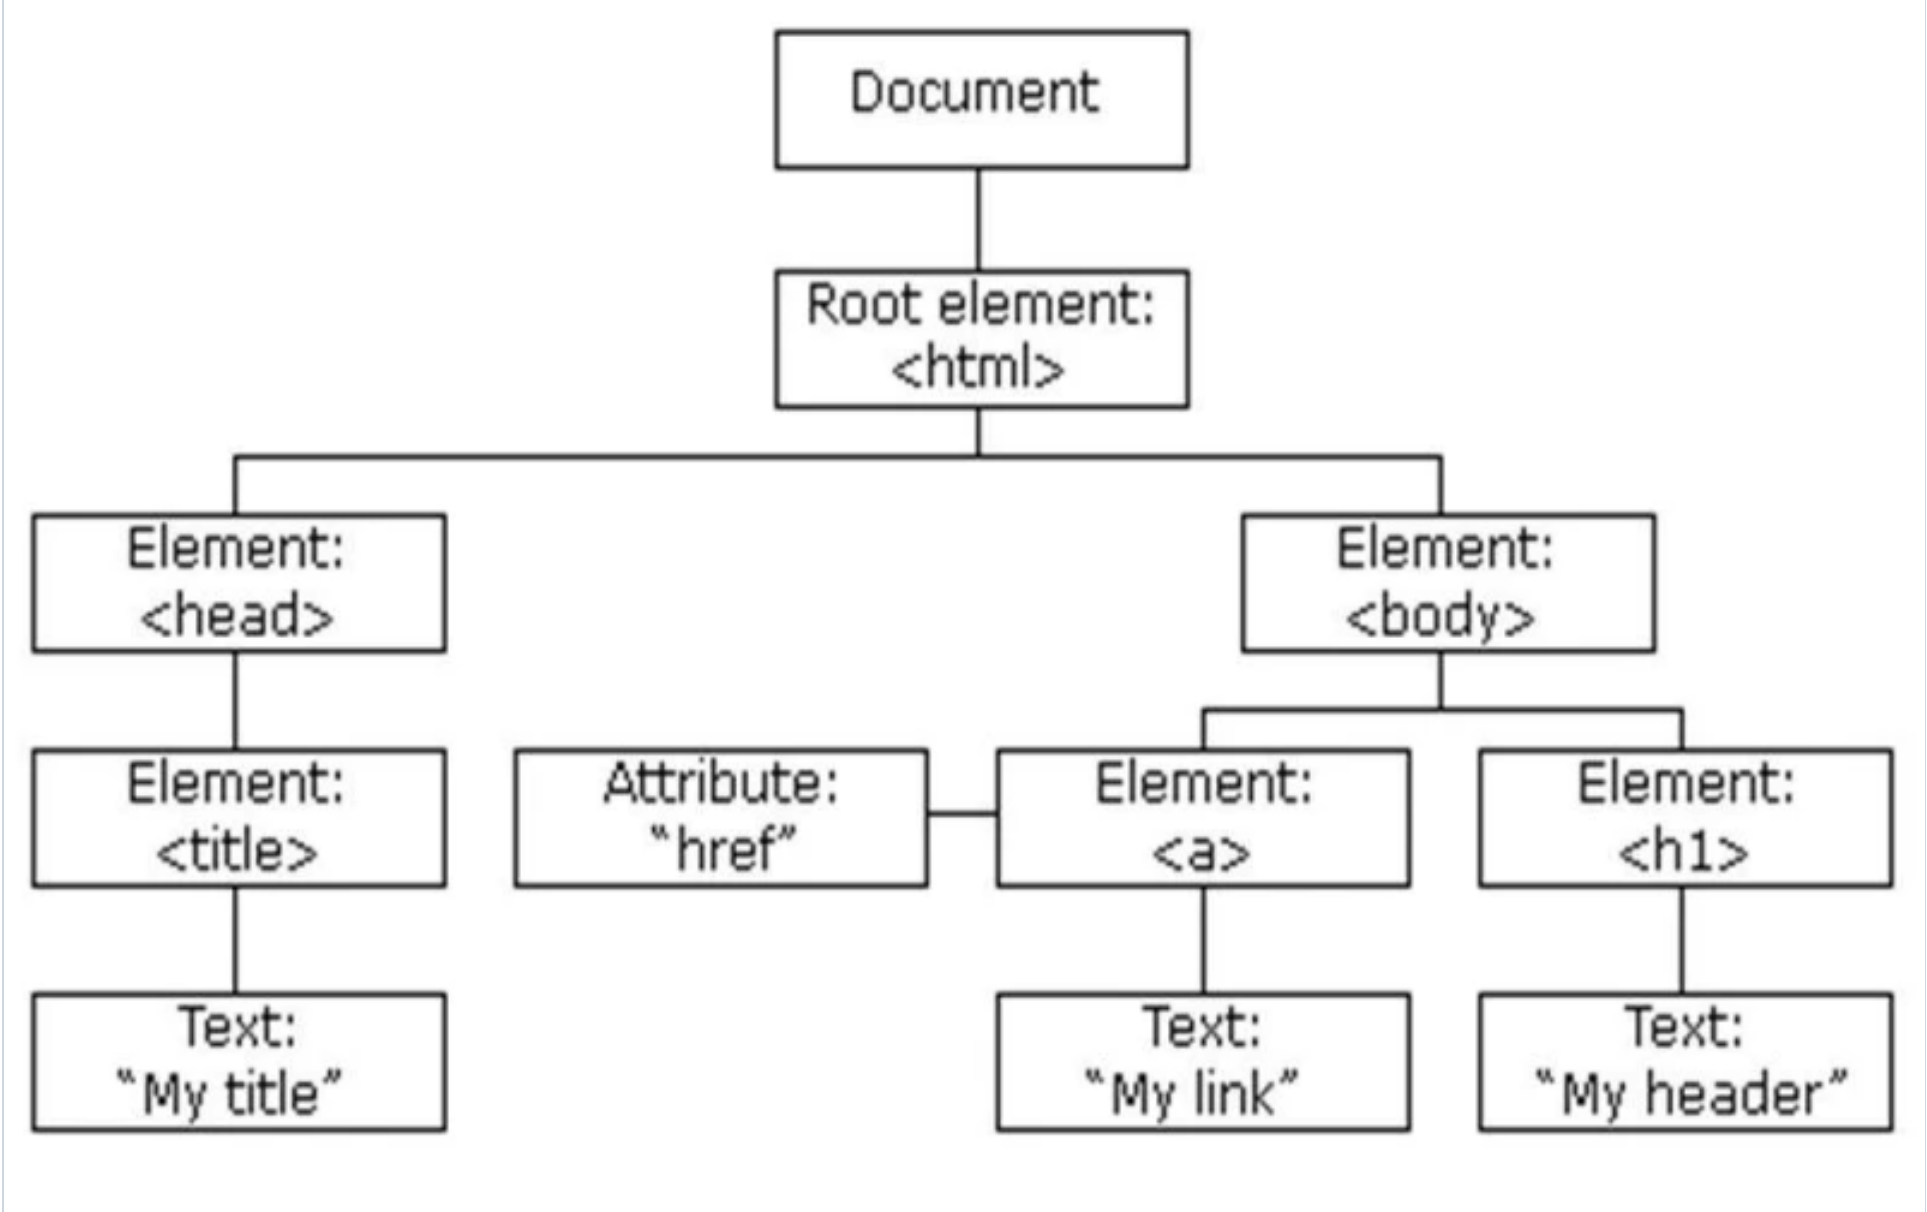 Document
Root element:
<html>
Element:
<head>
Element:
<body>
Element:
<title>
Attribute:
“href”
Element:
<a>
Element:
<h1>
Text:
“My title”
Text:
“My link”
Text:
“My header”